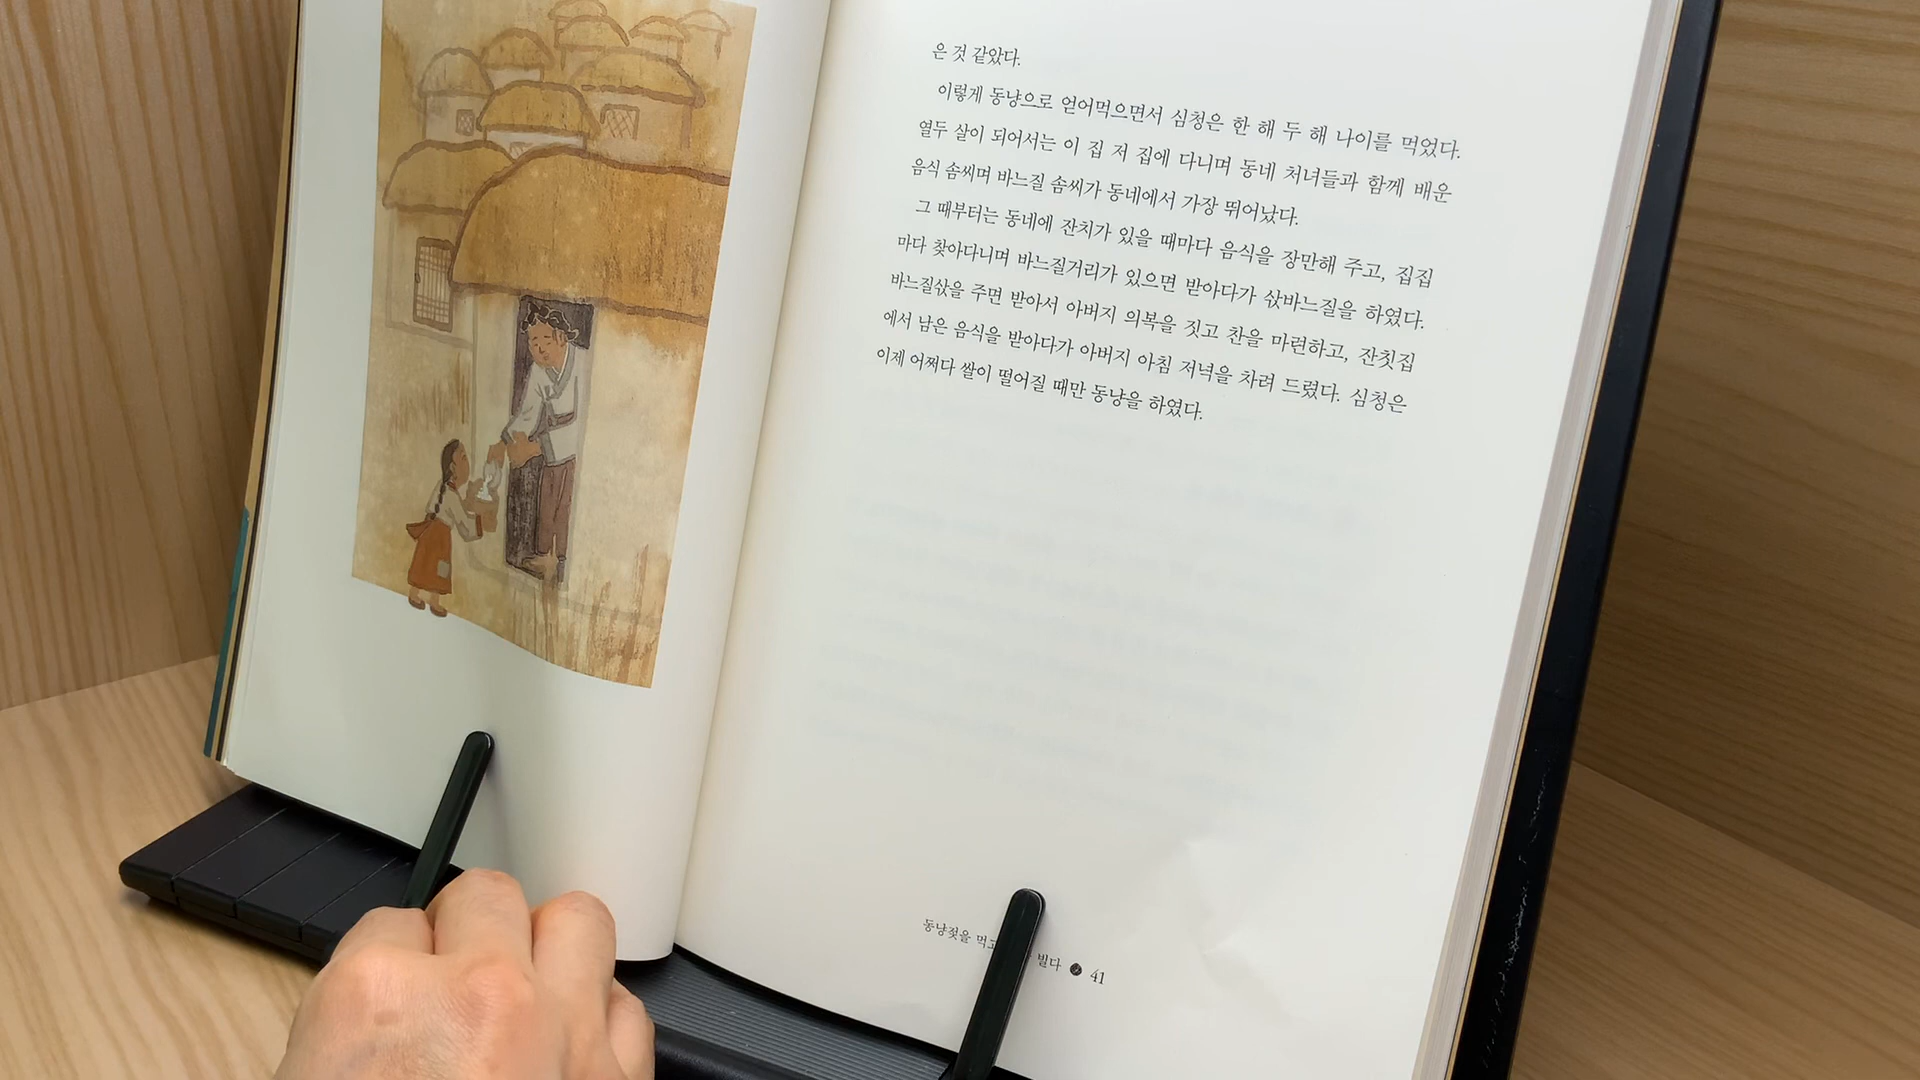 은 것 같았다.
이렇게 동냥으로 얻어먹으면서 심청은 한 해 두 해 나이를 먹었다.
열두 살이 되어서는 이 집 저 집에 다니며 동네 처녀들과 함께 배운
음식 솜씨며 바느질 솜씨가 동네에서 가장 뛰어났다.
그 때부터는 동네에 잔치가 있을 때마다 음식을 장만해 주고, 집집
마다 찾아다니며 바느질거리가 있으면 받아다가 삯바느질을 하였다.
바느질삯을 주면 받아서 아버지 의복을 짓고 찬을 마련하고, 잔칫집
에서 남은 음식을 받아다가 아버지 아침 저녁을 차려 드렸다. 심청은
이제 어쩌다 쌀이 떨어질 때만 동냥을 하였다.
동냥젖을 빌다 41